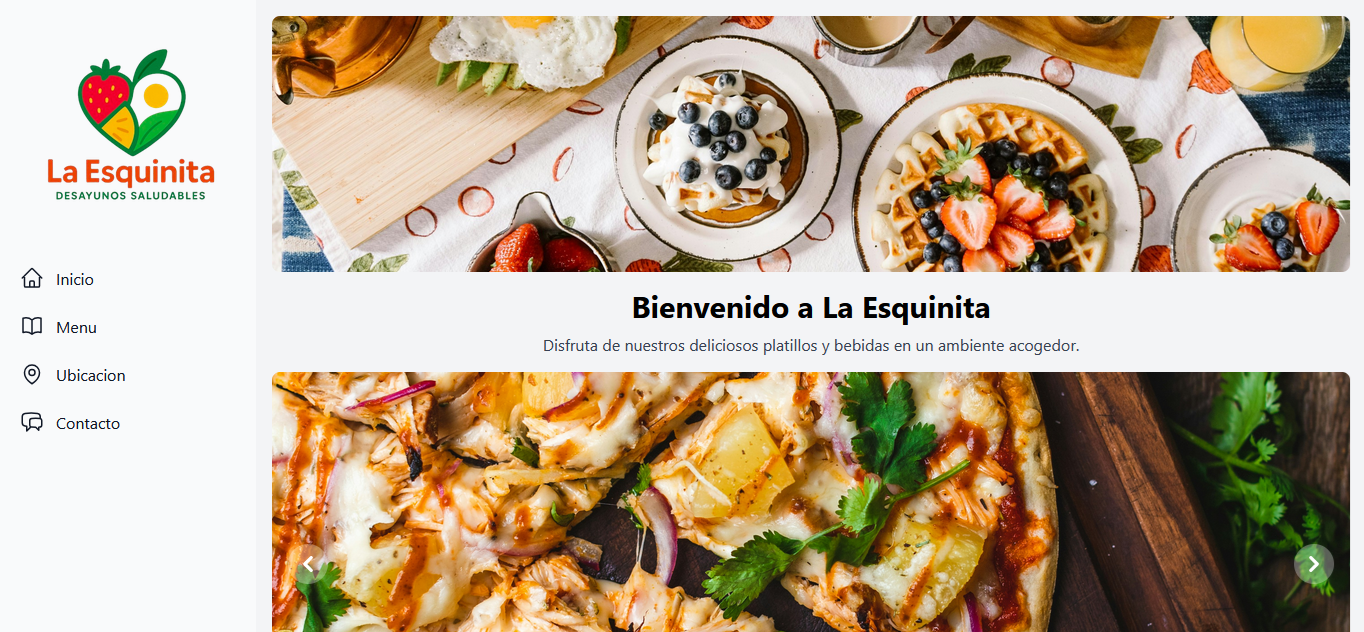 La Esquinita
DESAYUNOS SALUDABLES
Inicio
Menu
Ubicacion
Contacto
Bienvenido a La Esquinita
Disfruta de nuestros deliciosos platillos y bebidas en un ambiente acogedor.